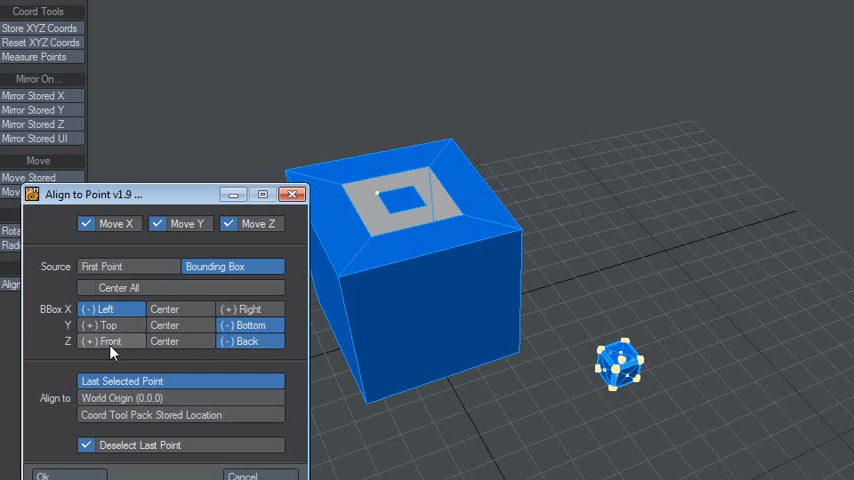 Coord Tools
Store XYZ Coords
Reset XYZ Coords
Measure Points
Mirror On...
Mirror Stored X
Mirror Stored Y
Mirror Stored Z
Mirror Stored UI
Move
Move Stored
Align to Point v1.9 ...
Move X Move Y Move Z
Source First Point Bounding Box
Center All
BBox X (-) Left Center (+) Right
Y (+) Top Center (-) Bottom
Z (+) Front Center (-) Back
Last Selected Point
Align to World Origin (0,0,0)
Coord Tool Pack Stored Location
Deselect Last Point
Ok Cancel